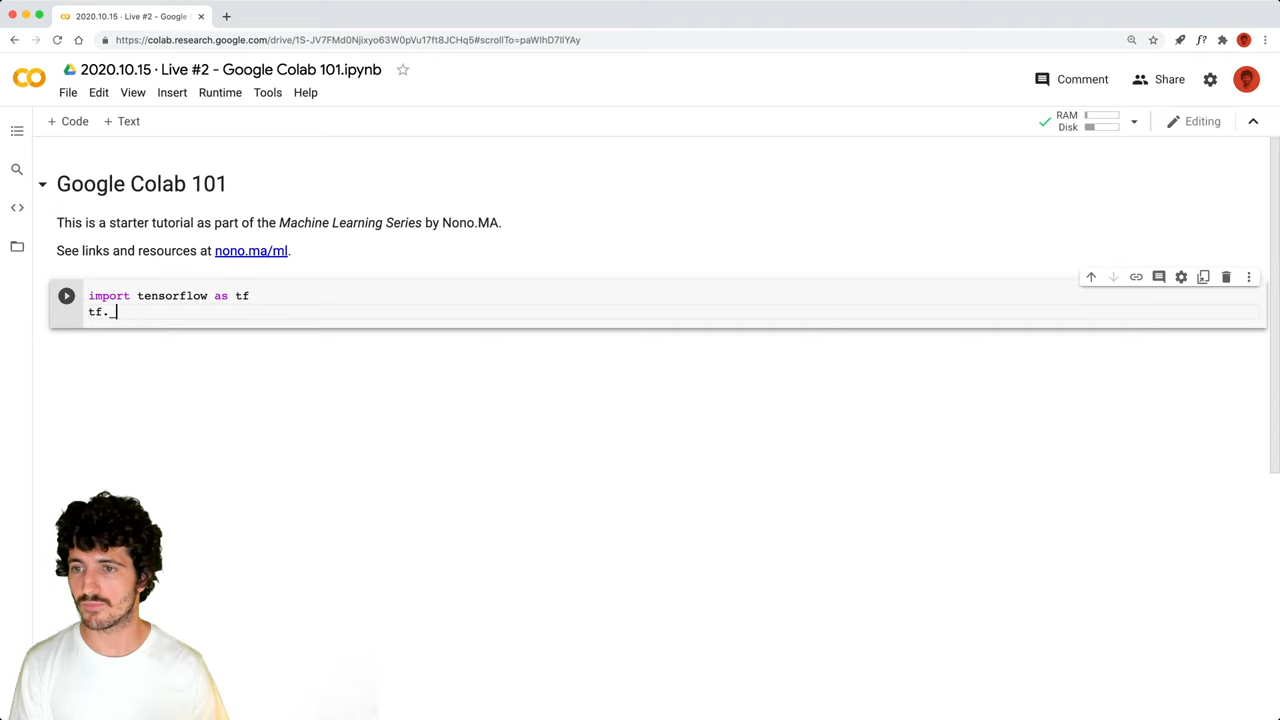 2020.10.15 · Live #2 - Google C
https://colab.research.google.com/drive/1S-JV7FMd0Njixyo63W0pVu17ft8JCHq5#scrollTo=paWIhD7lIYAy
f?
CO
2020.10.15 · Live #2 - Google Colab 101.ipynb
Comment
Share
File Edit View Insert Runtime Tools Help
+ Code + Text
RAM
Disk
Editing
Google Colab 101
This is a starter tutorial as part of the Machine Learning Series by Nono.MA.
See links and resources at nono.ma/ml.
import tensorflow as tf
tf._